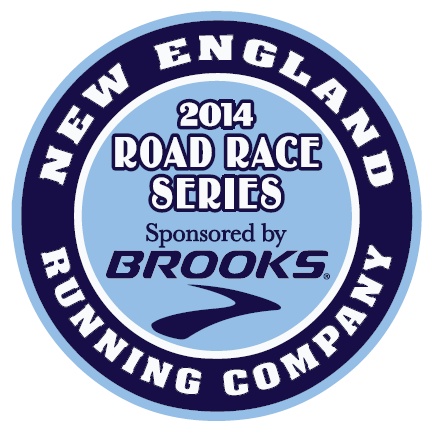 NEW ENGLAND
2014
ROAD RACE
SERIES
Sponsored by
BROOKS®
RUNNING COMPANY